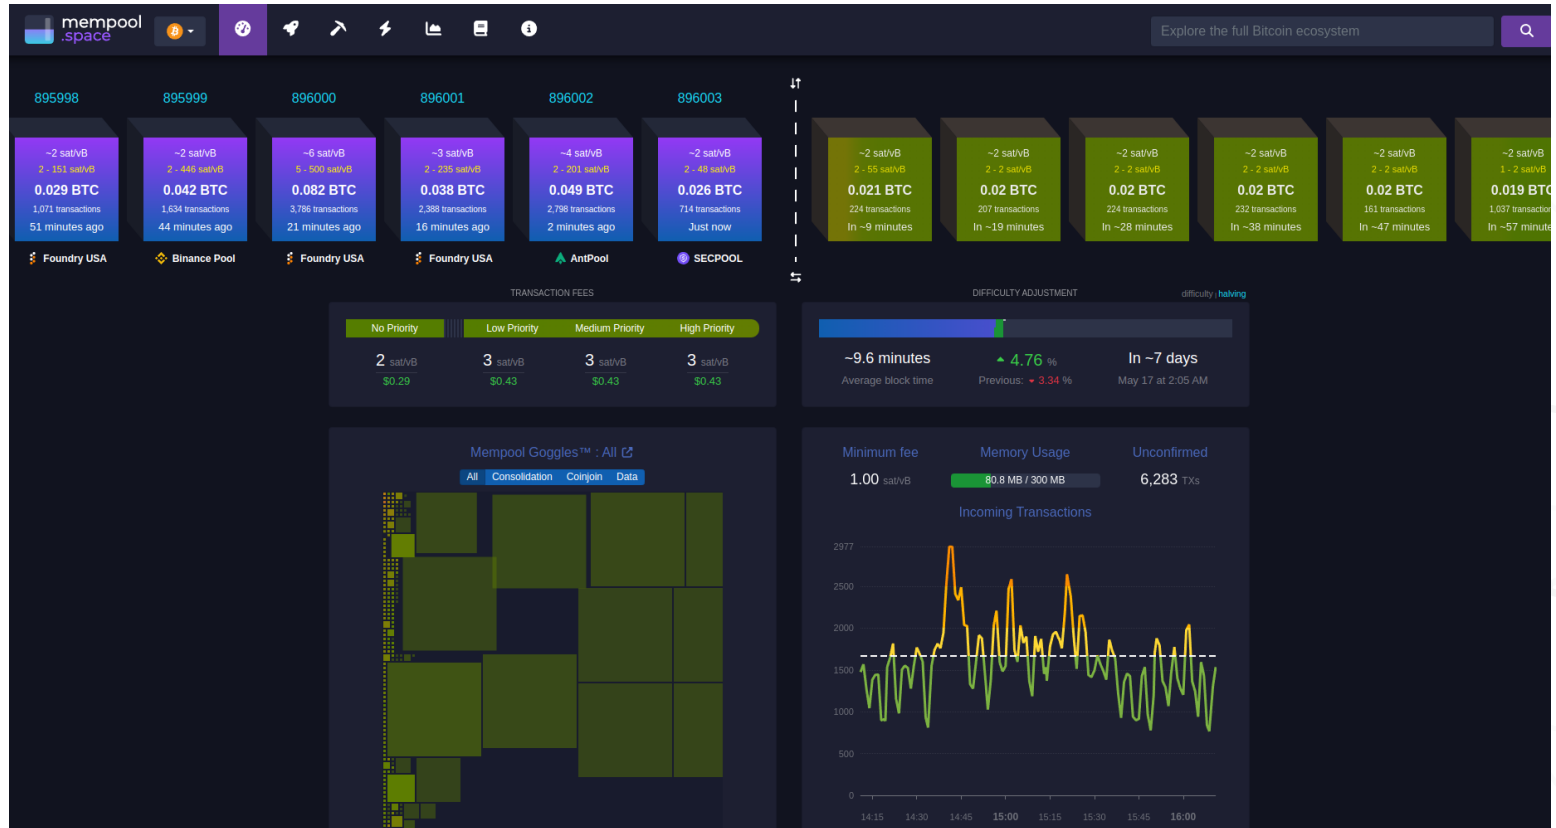 mempool
.space
Explore the full Bitcoin ecosystem
895998
895999
896000
896001
896002
896003
~2 sat/vB
2 - 151 sat/vB
0.029 BTC
1,071 transactions
51 minutes ago
Foundry USA
~2 sat/vB
2 - 446 sat/vB
0.042 BTC
1,634 transactions
44 minutes ago
Binance Pool
~6 sat/vB
5 - 500 sat/vB
0.082 BTC
3,786 transactions
21 minutes ago
Foundry USA
~3 sat/vB
2 - 235 sat/vB
0.038 BTC
2,388 transactions
16 minutes ago
Foundry USA
~4 sat/vB
2 - 201 sat/vB
0.049 BTC
2,798 transactions
2 minutes ago
AntPool
~2 sat/vB
2 - 48 sat/vB
0.026 BTC
714 transactions
Just now
SECPOOL
~2 sat/vB
2 - 55 sat/vB
0.021 BTC
224 transactions
In ~9 minutes
~2 sat/vB
2 - 2 sat/vB
0.02 BTC
207 transactions
In ~19 minutes
~2 sat/vB
2 - 2 sat/vB
0.02 BTC
224 transactions
In ~28 minutes
~2 sat/vB
2 - 2 sat/vB
0.02 BTC
232 transactions
In ~38 minutes
~2 sat/vB
2 - 2 sat/vB
0.02 BTC
161 transactions
In ~47 minutes
~2 sat/vB
1 - 2 sat/vB
0.019 BTC
1,037 transaction
In ~57 minute
TRANSACTION FEES
No Priority Low Priority Medium Priority High Priority
2 sat/vB 3 sat/vB 3 sat/vB 3 sat/vB
$0.29 $0.43 $0.43 $0.43
DIFFICULTY ADJUSTMENT
difficulty | halving
~9.6 minutes 4.76 % In ~7 days
Average block time Previous: 3.34 % May 17 at 2:05 AM
Mempool Goggles™ : All
All Consolidation Coinjoin Data
Minimum fee Memory Usage Unconfirmed
1.00 sat/vB 80.8 MB / 300 MB 6,283 TXs
Incoming Transactions
2977
2500
2000
1500
1000
500
0
14:15 14:30 14:45 15:00 15:15 15:30 15:45 16:00